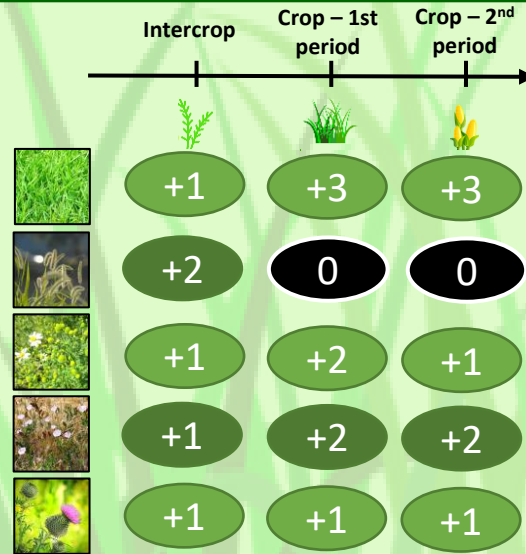 Intercrop Crop – 1st period Crop – 2nd period
+1 +3 +3
+2 0 0
+1 +2 +1
+1 +2 +2
+1 +1 +1